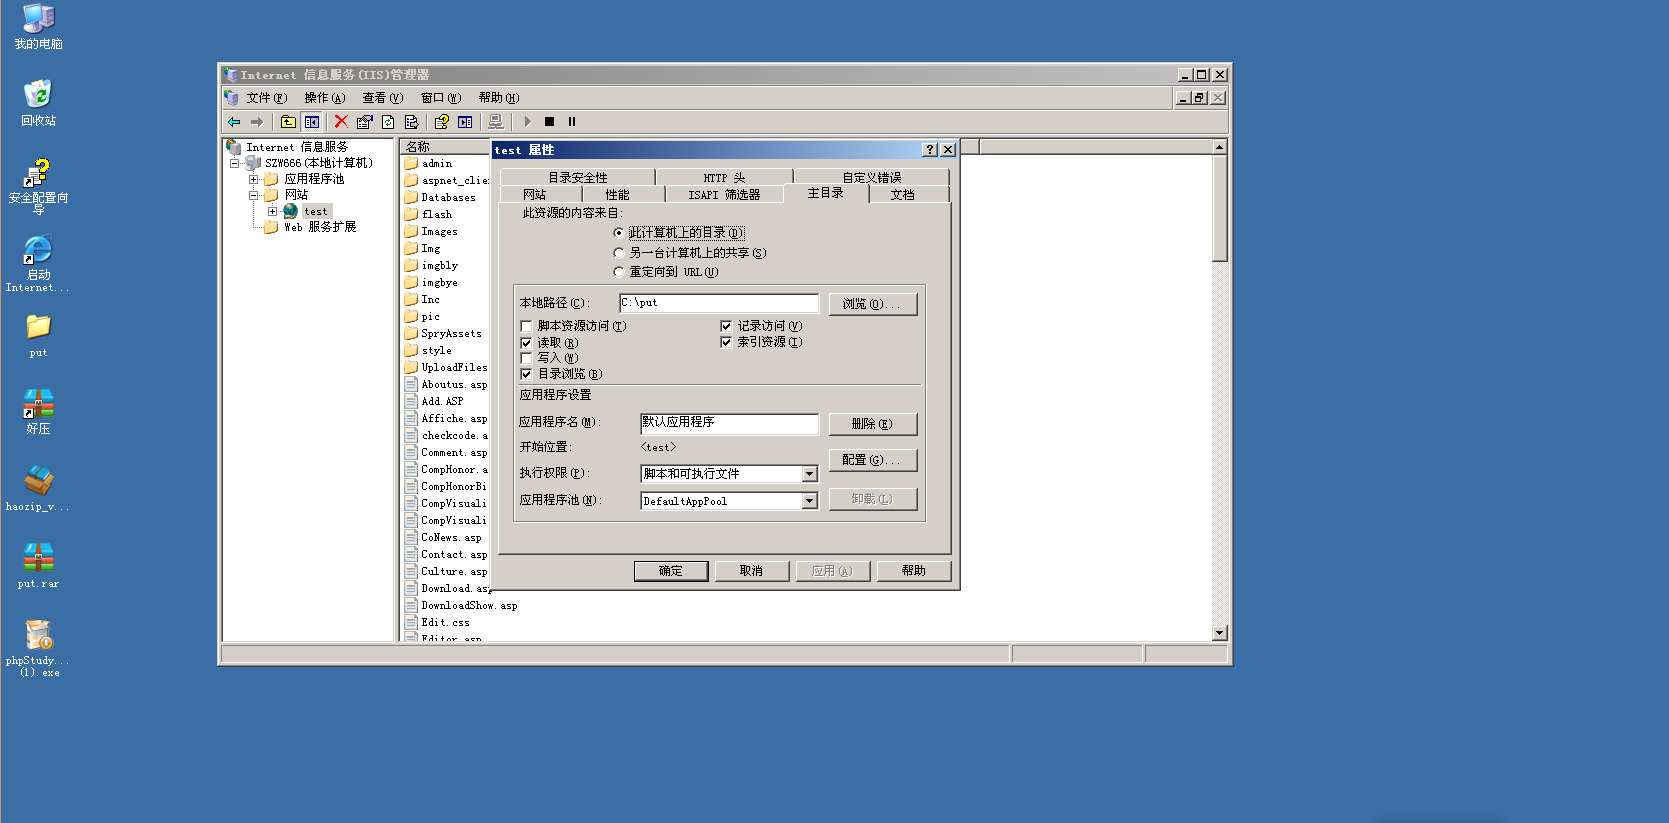 我的电脑
回收站
安全配置向
导
启动
Internet...
put
好压
haozip_v...
put.rar
phpStudy...
(1).exe
Internet 信息服务(IIS)管理器
文件(F) 操作(A) 查看(V) 窗口(W) 帮助(H)
Internet 信息服务
SZW666(本地计算机)
应用程序池
网站
test
Web 服务扩展
名称
admin
aspnet_clie
Databases
flash
Images
Img
imgbly
imgbye
Inc
pic
SpryAssets
style
UploadFiles
Aboutus.asp
Add.ASP
Affiche.asp
checkcode.a
Comment.asp
CompHonor.a
CompHonorBi
CompVisuali
CompVisuali
CoNews.asp
Contact.asp
Culture.asp
Download.asp
DownloadShow.asp
Edit.css
Editor.asp
test 属性
目录安全性 HTTP 头 自定义错误
网站 性能 ISAPI 筛选器 主目录 文档
此资源的内容来自:
此计算机上的目录(D)
另一台计算机上的共享(S)
重定向到 URL(U)
本地路径(C): C:\put 浏览(O)...
脚本资源访问(T) 记录访问(V)
读取(R) 索引资源(I)
写入(W)
目录浏览(B)
应用程序设置
应用程序名(M): 默认应用程序 删除(E)
开始位置: <test>
配置(G)...
执行权限(P): 脚本和可执行文件
应用程序池(N): DefaultAppPool 卸载(L)
确定 取消 应用(A) 帮助